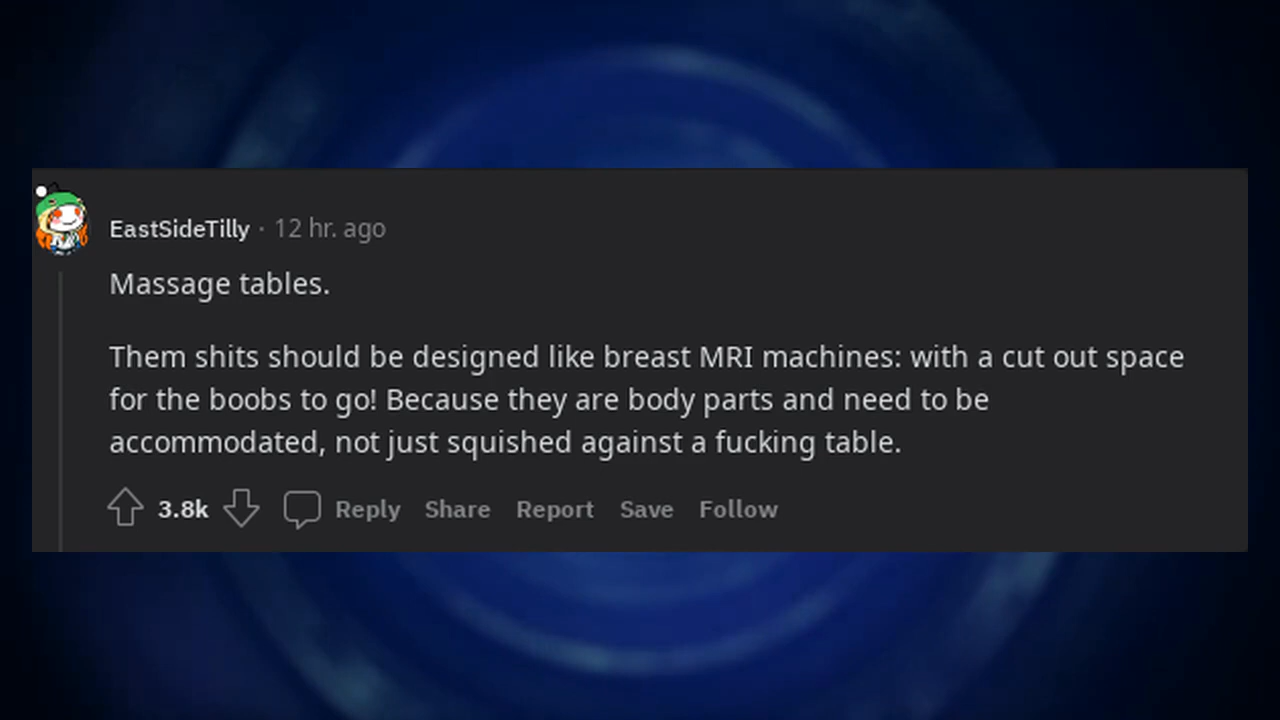 EastSideTilly · 12 hr. ago
Massage tables.
Them shits should be designed like breast MRI machines: with a cut out space
for the boobs to go! Because they are body parts and need to be
accommodated, not just squished against a fucking table.
3.8k Reply Share Report Save Follow